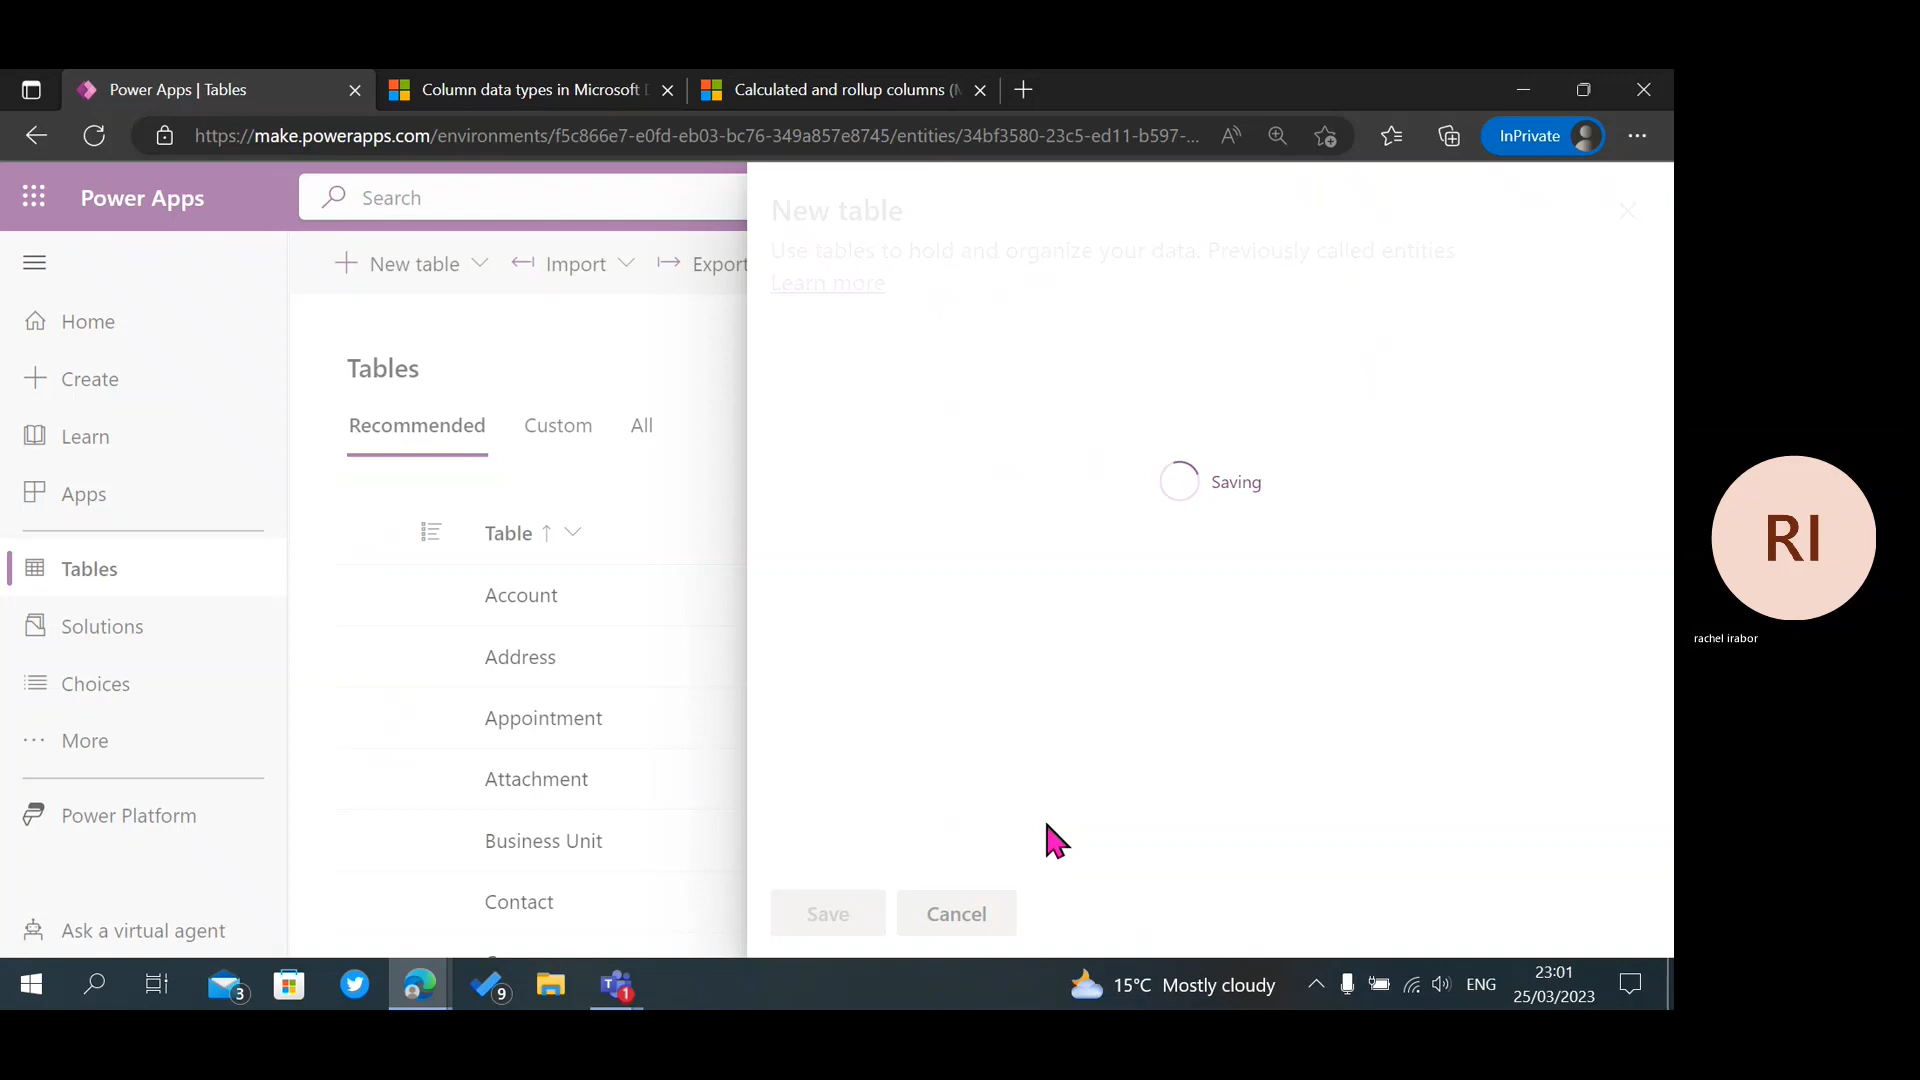 Power Apps | Tables
Column data types in Microsoft D
Calculated and rollup columns (M
https://make.powerapps.com/environments/f5c866e7-e0fd-eb03-bc76-349a857e8745/entities/34bf3580-23c5-ed11-b597-...
InPrivate
Power Apps
Search
New table
Import
Export
Home
Create
Learn
Apps
Tables
Solutions
Choices
More
Power Platform
Ask a virtual agent
Tables
Recommended
Custom
All
Table
Account
Address
Appointment
Attachment
Business Unit
Contact
New table
Use tables to hold and organize your data. Previously called entities
Learn more
Saving
Save
Cancel
RI
rachel irabor
3
9
1
15°C Mostly cloudy
ENG
23:01
25/03/2023